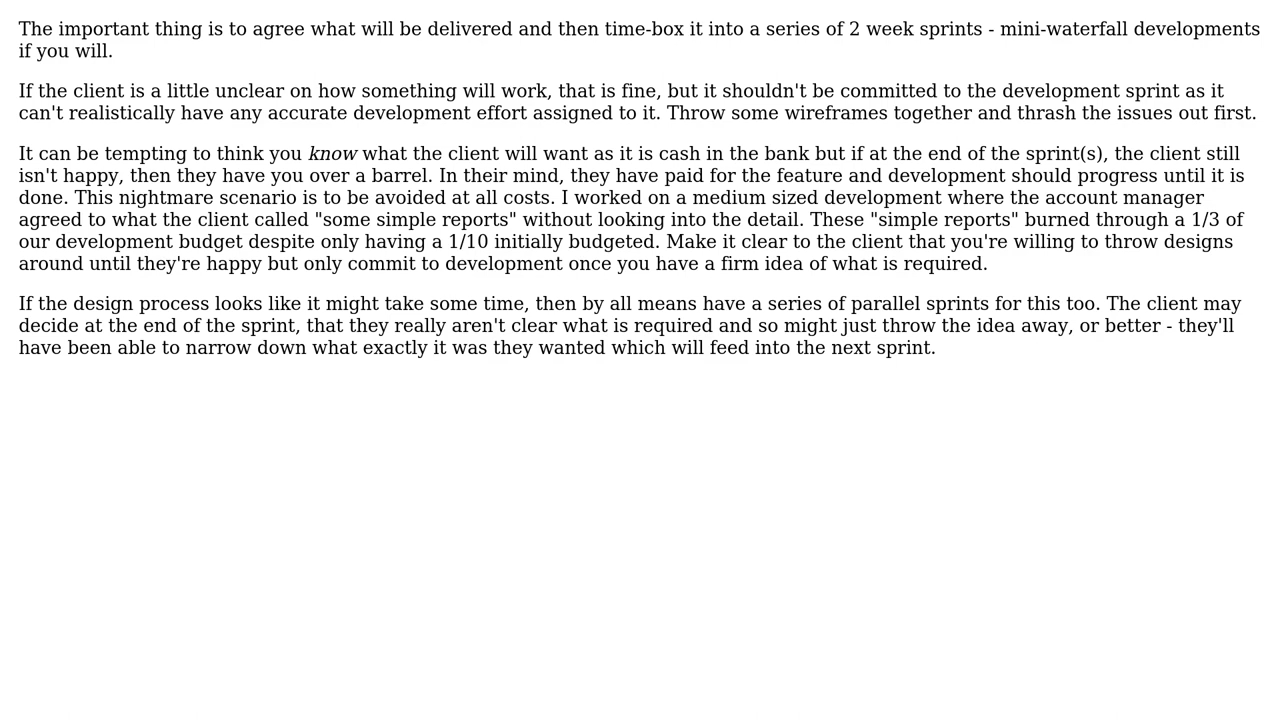 The important thing is to agree what will be delivered and then time-box it into a series of 2 week sprints - mini-waterfall developments
if you will.
If the client is a little unclear on how something will work, that is fine, but it shouldn't be committed to the development sprint as it
can't realistically have any accurate development effort assigned to it. Throw some wireframes together and thrash the issues out first.
It can be tempting to think you know what the client will want as it is cash in the bank but if at the end of the sprint(s), the client still
isn't happy, then they have you over a barrel. In their mind, they have paid for the feature and development should progress until it is
done. This nightmare scenario is to be avoided at all costs. I worked on a medium sized development where the account manager
agreed to what the client called "some simple reports" without looking into the detail. These "simple reports" burned through a 1/3 of
our development budget despite only having a 1/10 initially budgeted. Make it clear to the client that you're willing to throw designs
around until they're happy but only commit to development once you have a firm idea of what is required.
If the design process looks like it might take some time, then by all means have a series of parallel sprints for this too. The client may
decide at the end of the sprint, that they really aren't clear what is required and so might just throw the idea away, or better - they'll
have been able to narrow down what exactly it was they wanted which will feed into the next sprint.